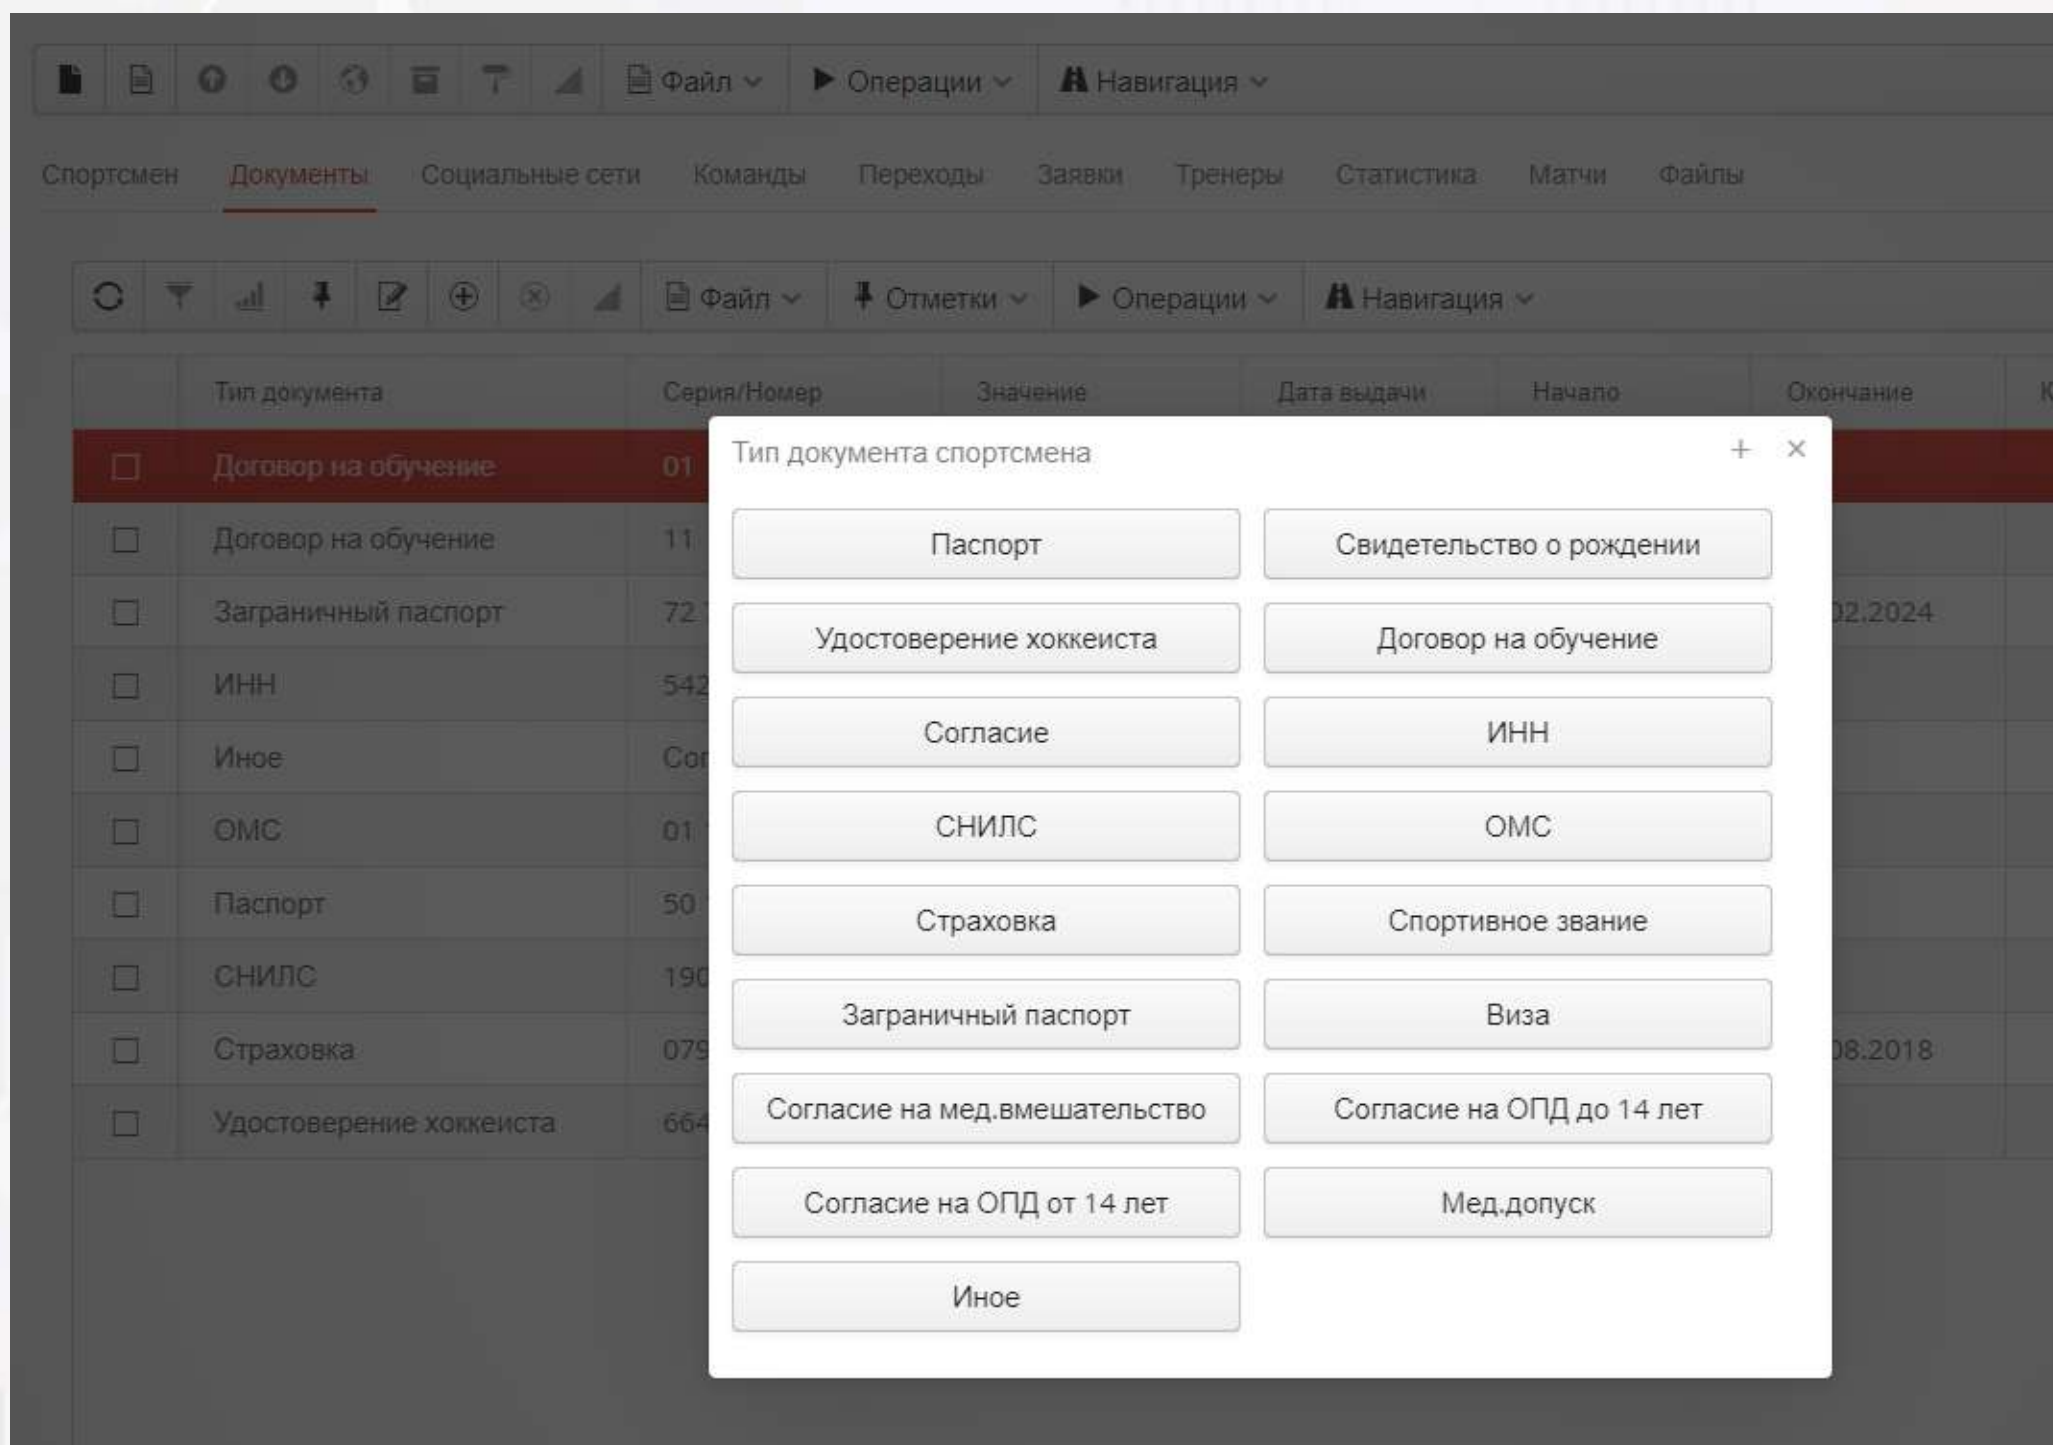 Файл Операции Навигация
Спортсмен Документы Социальные сети Команды Переходы Заявки Тренеры Статистика Матчи Файлы
Файл Отметки Операции Навигация
Тип документа Серия/Номер Значение Дата выдачи Начало Окончание
Договор на обучение 01
Договор на обучение 11
Заграничный паспорт 72 02.2024
ИНН 542
Иное
ОМС 01
Паспорт 50
СНИЛС 190
Страховка 079 08.2018
Удостоверение хоккеиста 664
Тип документа спортсмена
Паспорт Свидетельство о рождении
Удостоверение хоккеиста Договор на обучение
Согласие ИНН
СНИЛС ОМС
Страховка Спортивное звание
Заграничный паспорт Виза
Согласие на мед.вмешательство Согласие на ОПД до 14 лет
Согласие на ОПД от 14 лет Мед.допуск
Иное